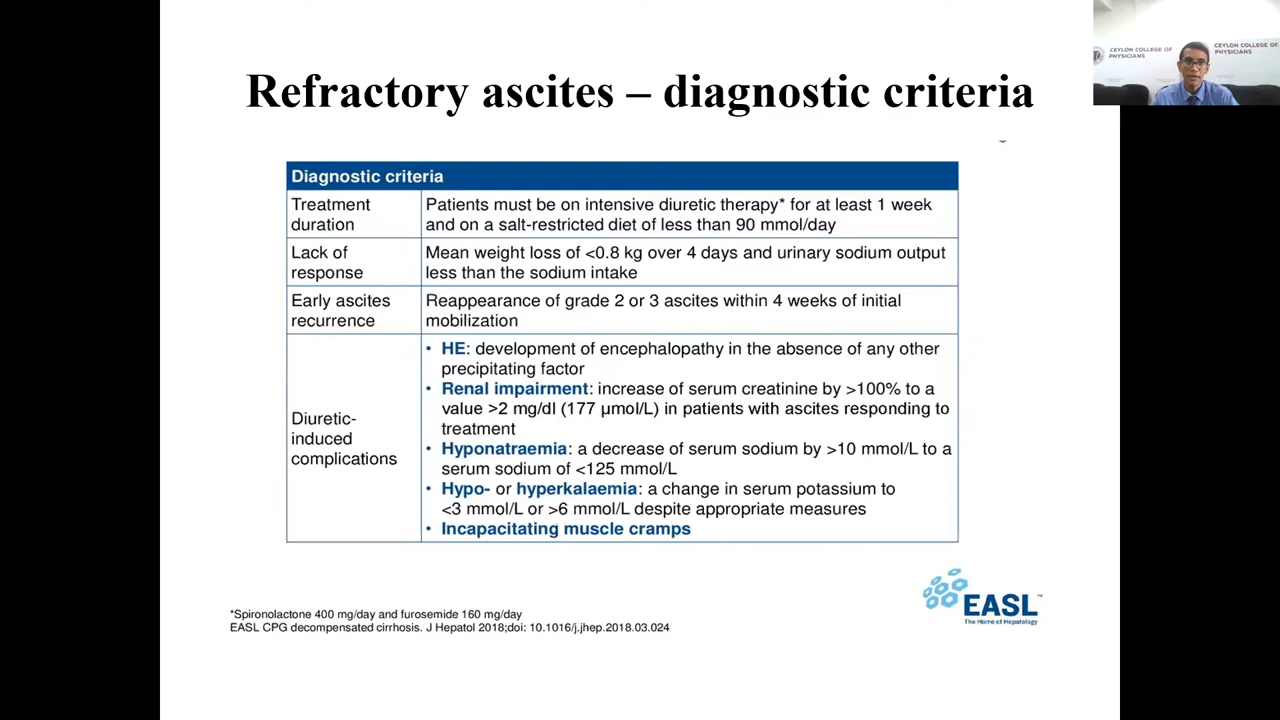 CEYLON COLLEGE OF
PHYSICIANS
CEYLON COLLEGE OF
PHYSICIANS
Refractory ascites – diagnostic criteria
Diagnostic criteria
Treatment
duration
Patients must be on intensive diuretic therapy* for at least 1 week
and on a salt-restricted diet of less than 90 mmol/day
Lack of
response
Mean weight loss of <0.8 kg over 4 days and urinary sodium output
less than the sodium intake
Early ascites
recurrence
Reappearance of grade 2 or 3 ascites within 4 weeks of initial
mobilization
Diuretic-
induced
complications
• HE: development of encephalopathy in the absence of any other
precipitating factor
• Renal impairment: increase of serum creatinine by >100% to a
value >2 mg/dl (177 µmol/L) in patients with ascites responding to
treatment
• Hyponatraemia: a decrease of serum sodium by >10 mmol/L to a
serum sodium of <125 mmol/L
• Hypo- or hyperkalaemia: a change in serum potassium to
<3 mmol/L or >6 mmol/L despite appropriate measures
• Incapacitating muscle cramps
*Spironolactone 400 mg/day and furosemide 160 mg/day
EASL CPG decompensated cirrhosis. J Hepatol 2018;doi: 10.1016/j.jhep.2018.03.024
EASL™
The Home of Hepatology